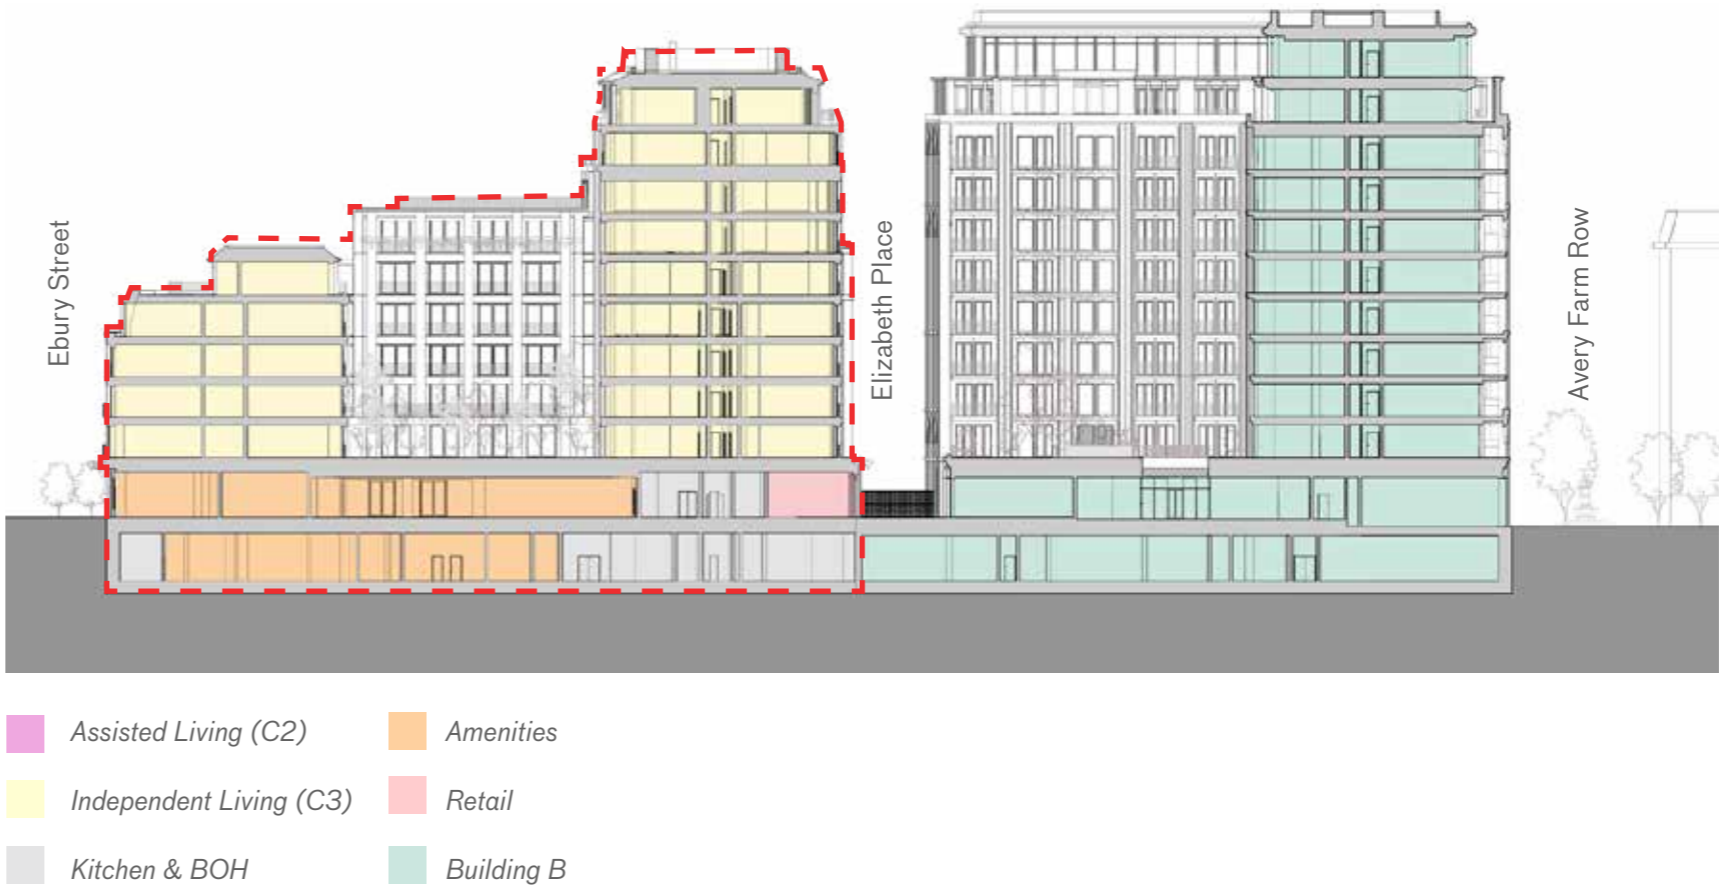 Ebury Street
Elizabeth Place
Avery Farm Row
Assisted Living (C2)
Amenities
Independent Living (C3)
Retail
Kitchen & BOH
Building B